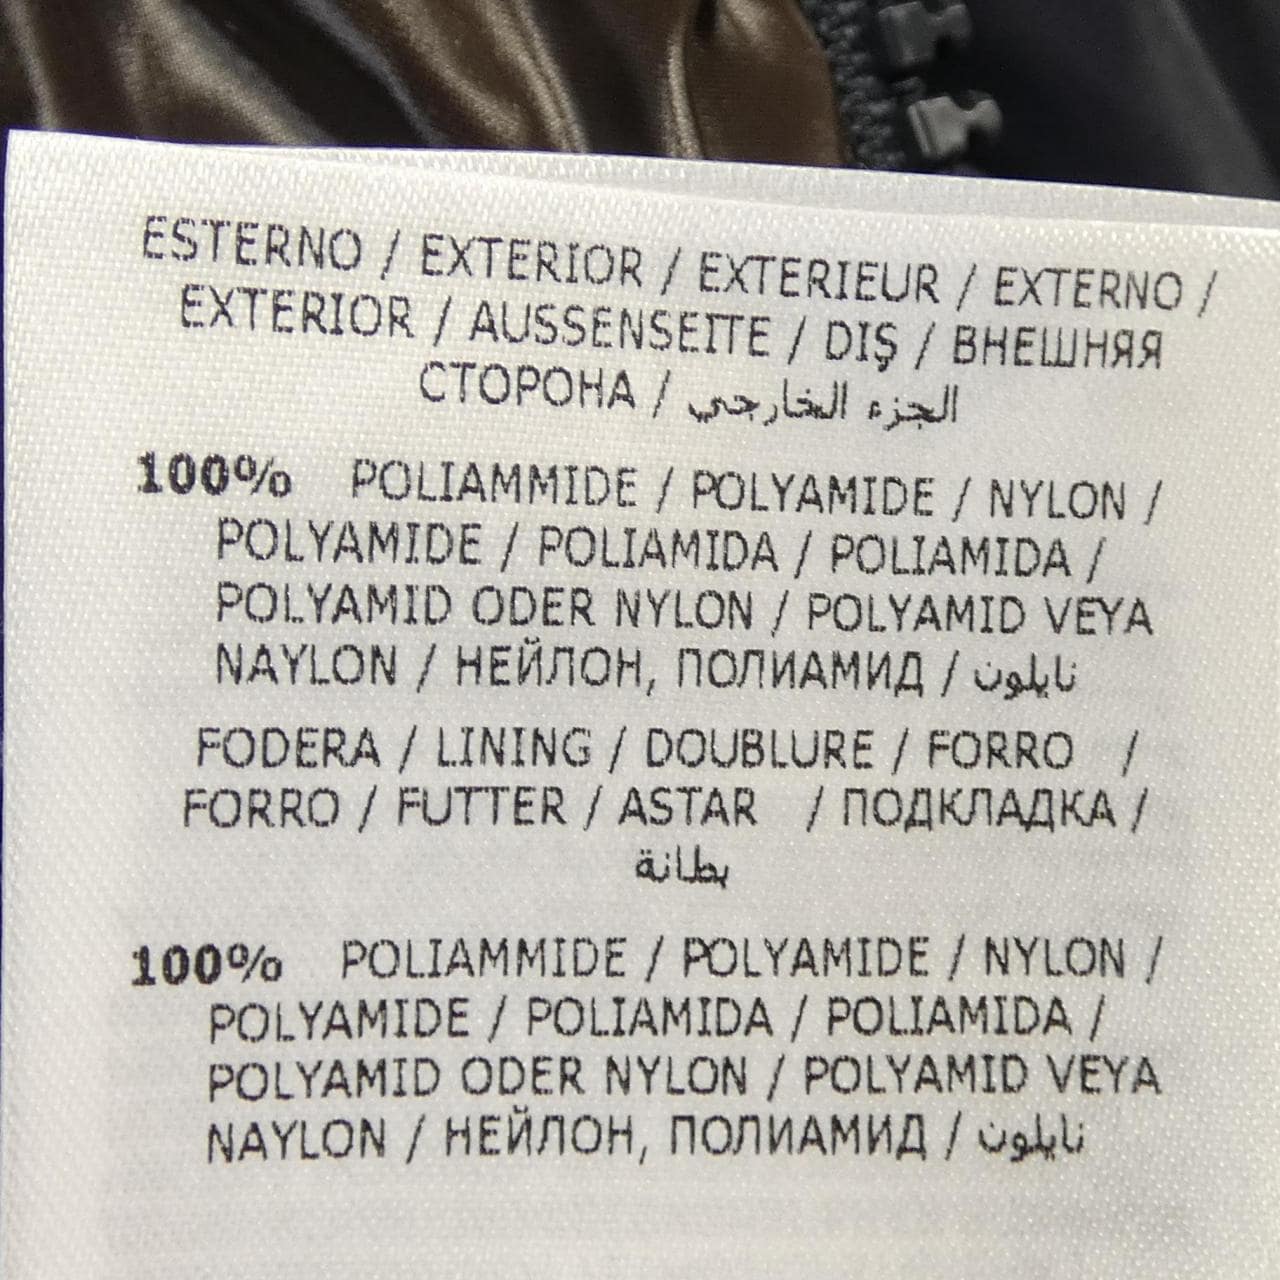 ESTERNO / EXTERIOR / EXTERIEUR / EXTERNO /
EXTERIOR / AUSSENSEITE / DIŞ / ВНЕШНЯЯ
СТОРОНА / الجزء الخارجي
100% POLIAMMIDE / POLYAMIDE / NYLON /
POLYAMIDE / POLIAMIDA / POLIAMIDA /
POLYAMID ODER NYLON / POLYAMID VEYA
NAYLON / НЕЙЛОН, ПОЛИАМИД / نايلون
FODERA / LINING / DOUBLURE / FORRO /
FORRO / FUTTER / ASTAR / ПОДКЛАДКА /
بطانة
100% POLIAMMIDE / POLYAMIDE / NYLON /
POLYAMIDE / POLIAMIDA / POLIAMIDA /
POLYAMID ODER NYLON / POLYAMID VEYA
NAYLON / НЕЙЛОН, ПОЛИАМИД / نايلون